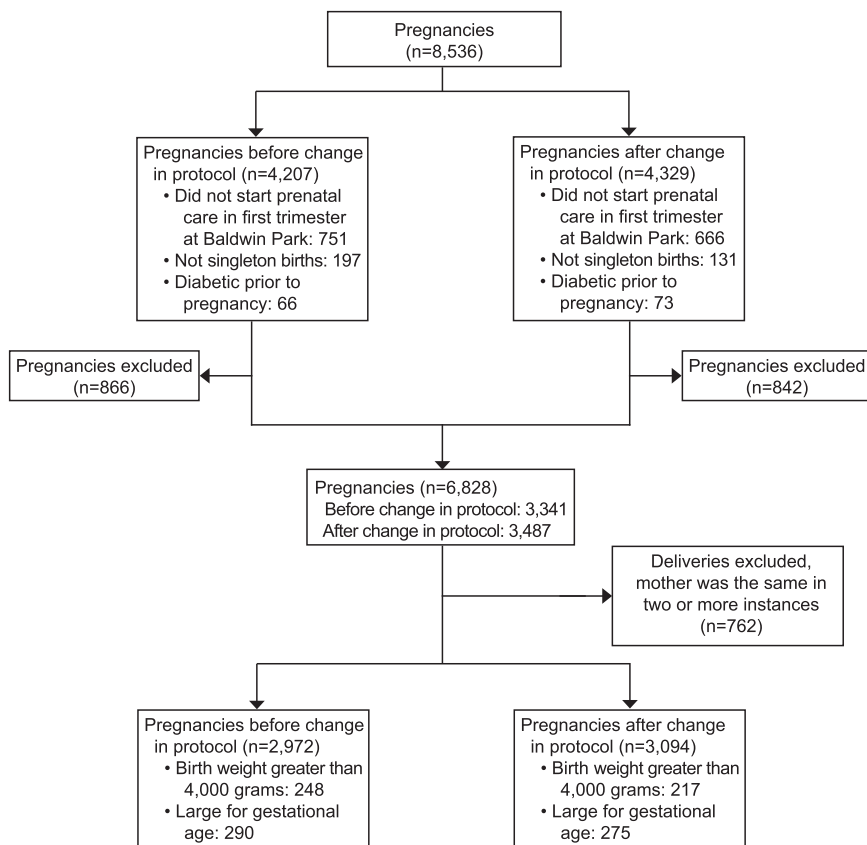 Pregnancies
(n=8,536)
Pregnancies before change
in protocol (n=4,207)
• Did not start prenatal
care in first trimester
at Baldwin Park: 751
• Not singleton births: 197
• Diabetic prior to
pregnancy: 66
Pregnancies after change
in protocol (n=4,329)
• Did not start prenatal
care in first trimester
at Baldwin Park: 666
• Not singleton births: 131
• Diabetic prior to
pregnancy: 73
Pregnancies excluded
(n=866)
Pregnancies excluded
(n=842)
Pregnancies (n=6,828)
Before change in protocol: 3,341
After change in protocol: 3,487
Deliveries excluded,
mother was the same in
two or more instances
(n=762)
Pregnancies before change
in protocol (n=2,972)
• Birth weight greater than
4,000 grams: 248
• Large for gestational
age: 290
Pregnancies after change
in protocol (n=3,094)
• Birth weight greater than
4,000 grams: 217
• Large for gestational
age: 275